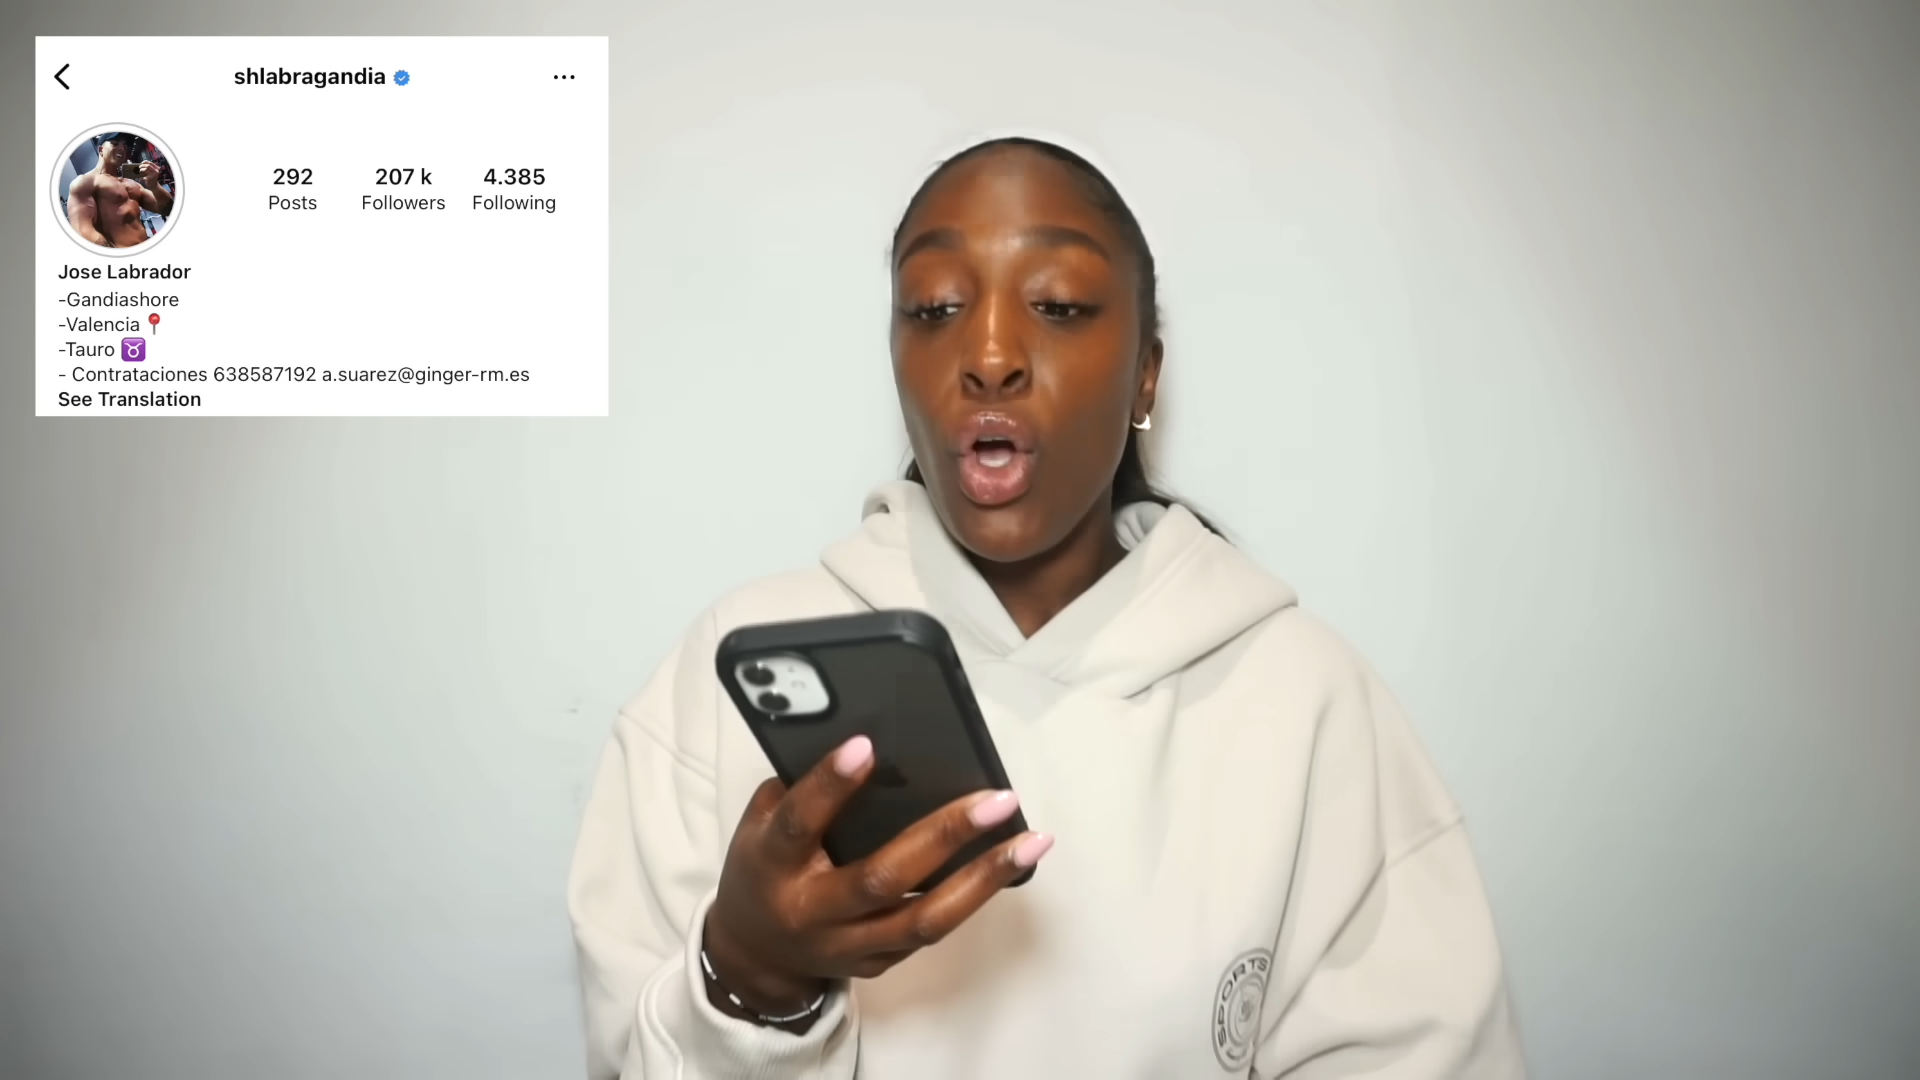 shlabragandia
292 207 k 4.385
Posts Followers Following
Jose Labrador
-Gandiashore
-Valencia📍
-Tauro ♉
- Contrataciones 638587192 a.suarez@ginger-rm.es
See Translation
SPORTS